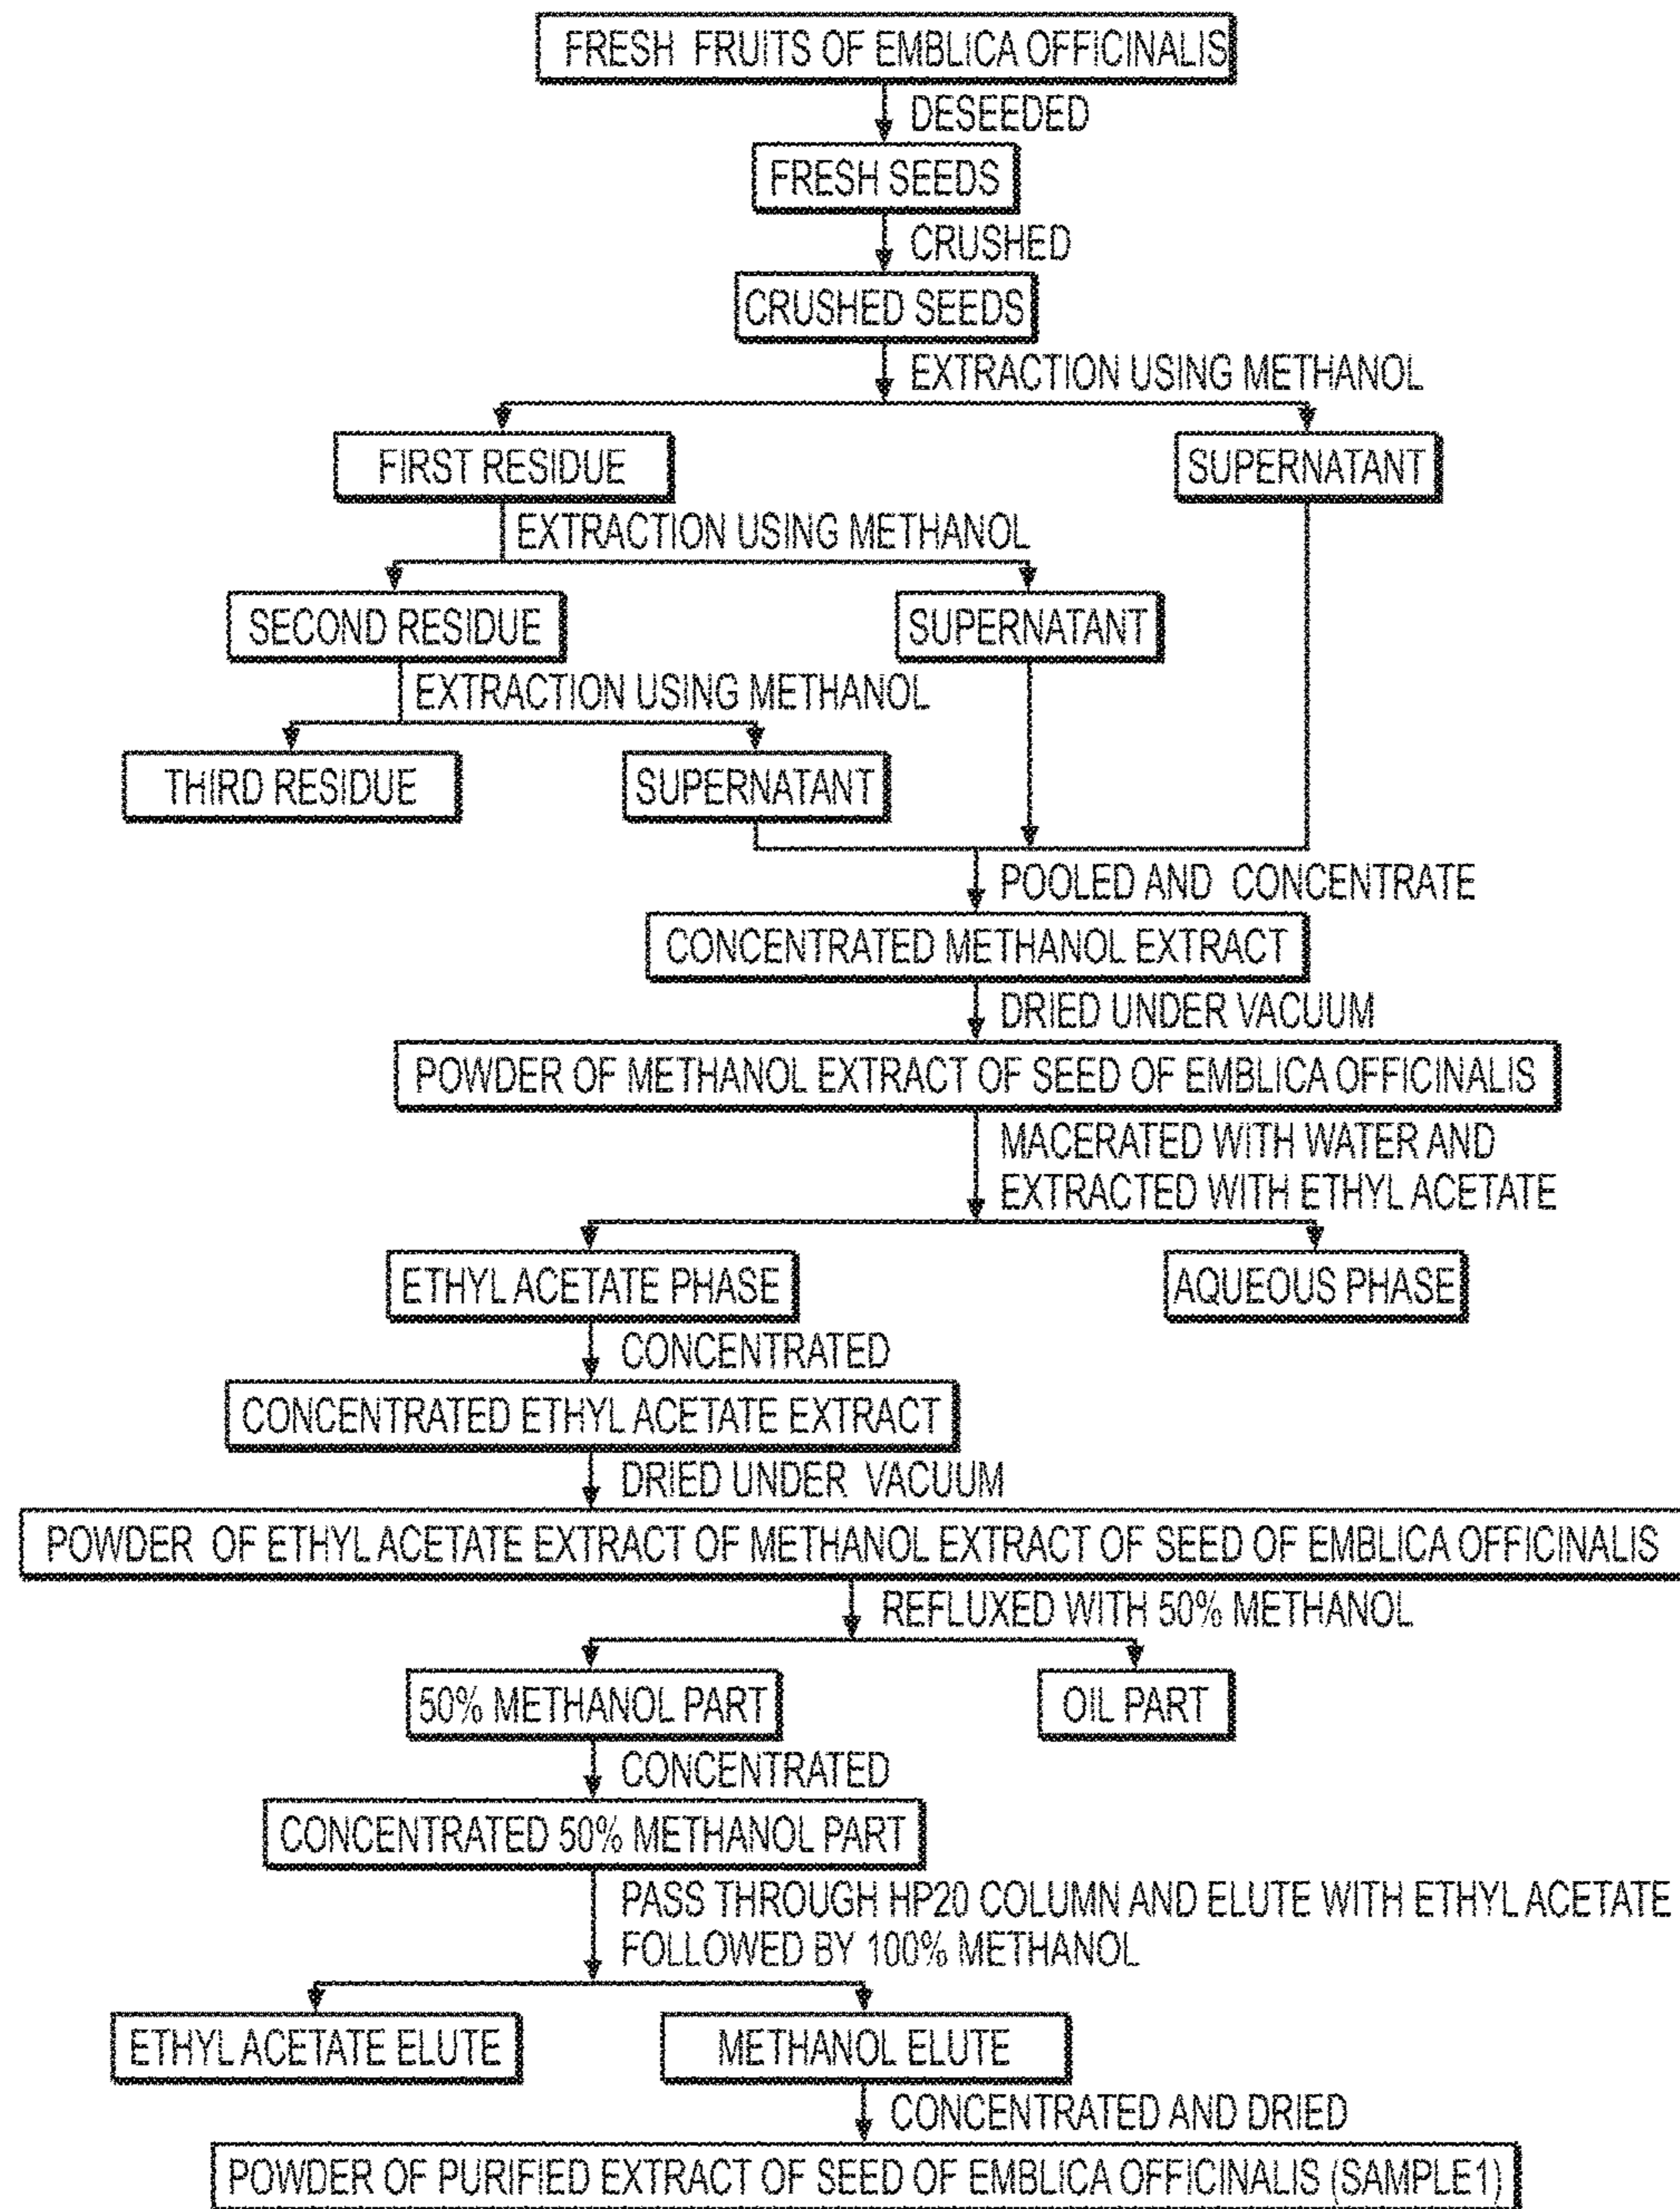 FRESH FRUITS OF EMBLICA OFFICINALIS
DESEEDED
FRESH SEEDS
CRUSHED
CRUSHED SEEDS
EXTRACTION USING METHANOL
FIRST RESIDUE
SUPERNATANT
EXTRACTION USING METHANOL
SECOND RESIDUE
SUPERNATANT
EXTRACTION USING METHANOL
THIRD RESIDUE
SUPERNATANT
POOLED AND CONCENTRATE
CONCENTRATED METHANOL EXTRACT
DRIED UNDER VACUUM
POWDER OF METHANOL EXTRACT OF SEED OF EMBLICA OFFICINALIS
MACERATED WITH WATER AND
EXTRACTED WITH ETHYL ACETATE
ETHYL ACETATE PHASE
AQUEOUS PHASE
CONCENTRATED
CONCENTRATED ETHYL ACETATE EXTRACT
DRIED UNDER VACUUM
POWDER OF ETHYL ACETATE EXTRACT OF METHANOL EXTRACT OF SEED OF EMBLICA OFFICINALIS
REFLUXED WITH 50% METHANOL
50% METHANOL PART
OIL PART
CONCENTRATED
CONCENTRATED 50% METHANOL PART
PASS THROUGH HP20 COLUMN AND ELUTE WITH ETHYL ACETATE
FOLLOWED BY 100% METHANOL
ETHYL ACETATE ELUTE
METHANOL ELUTE
CONCENTRATED AND DRIED
POWDER OF PURIFIED EXTRACT OF SEED OF EMBLICA OFFICINALIS (SAMPLE1)